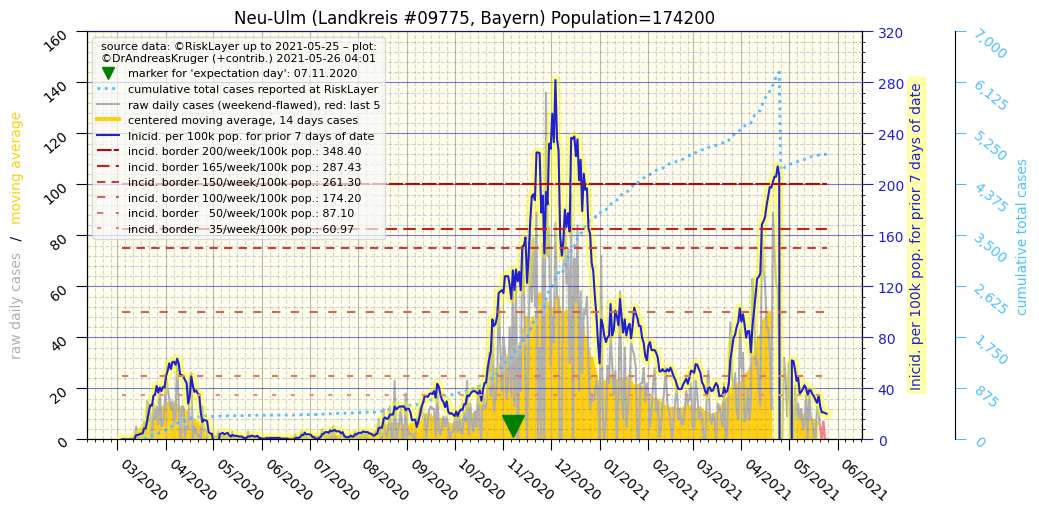 Neu-Ulm (Landkreis #09775, Bayern) Population=174200
source data: ©RiskLayer up to 2021-05-25 – plot:
©DrAndreasKruger (+contrib.) 2021-05-26 04:01
marker for 'expectation day': 07.11.2020
cumulative total cases reported at RiskLayer
raw daily cases (weekend-flawed), red: last 5
centered moving average, 14 days cases
Inicid. per 100k pop. for prior 7 days of date
incid. border 200/week/100k pop.: 348.40
incid. border 165/week/100k pop.: 287.43
incid. border 150/week/100k pop.: 261.30
incid. border 100/week/100k pop.: 174.20
incid. border   50/week/100k pop.: 87.10
incid. border   35/week/100k pop.: 60.97
raw daily cases  /  moving average
160
140
120
100
80
60
40
20
0
320
280
240
200
160
120
80
40
0
Inicid. per 100k pop. for prior 7 days of date
7,000
6,125
5,250
4,375
3,500
2,625
1,750
875
0
cumulative total cases
03/2020
04/2020
05/2020
06/2020
07/2020
08/2020
09/2020
10/2020
11/2020
12/2020
01/2021
02/2021
03/2021
04/2021
05/2021
06/2021